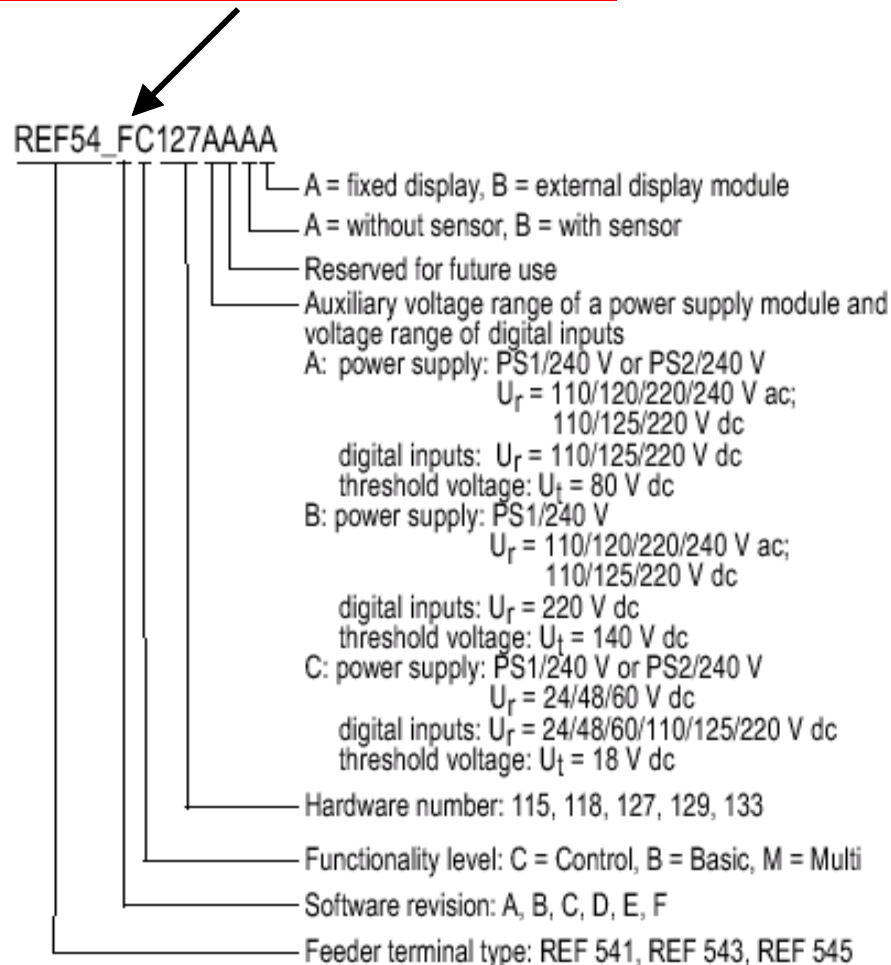 REF54_FC127AAAA
A = fixed display, B = external display module
A = without sensor, B = with sensor
Reserved for future use
Auxiliary voltage range of a power supply module and
voltage range of digital inputs
A: power supply: PS1/240 V or PS2/240 V
Ur = 110/120/220/240 V ac;
110/125/220 V dc
digital inputs: Ur = 110/125/220 V dc
threshold voltage: Ut = 80 V dc
B: power supply: PS1/240 V
Ur = 110/120/220/240 V ac;
110/125/220 V dc
digital inputs: Ur = 220 V dc
threshold voltage: Ut = 140 V dc
C: power supply: PS1/240 V or PS2/240 V
Ur = 24/48/60 V dc
digital inputs: Ur = 24/48/60/110/125/220 V dc
threshold voltage: Ut = 18 V dc
Hardware number: 115, 118, 127, 129, 133
Functionality level: C = Control, B = Basic, M = Multi
Software revision: A, B, C, D, E, F
Feeder terminal type: REF 541, REF 543, REF 545